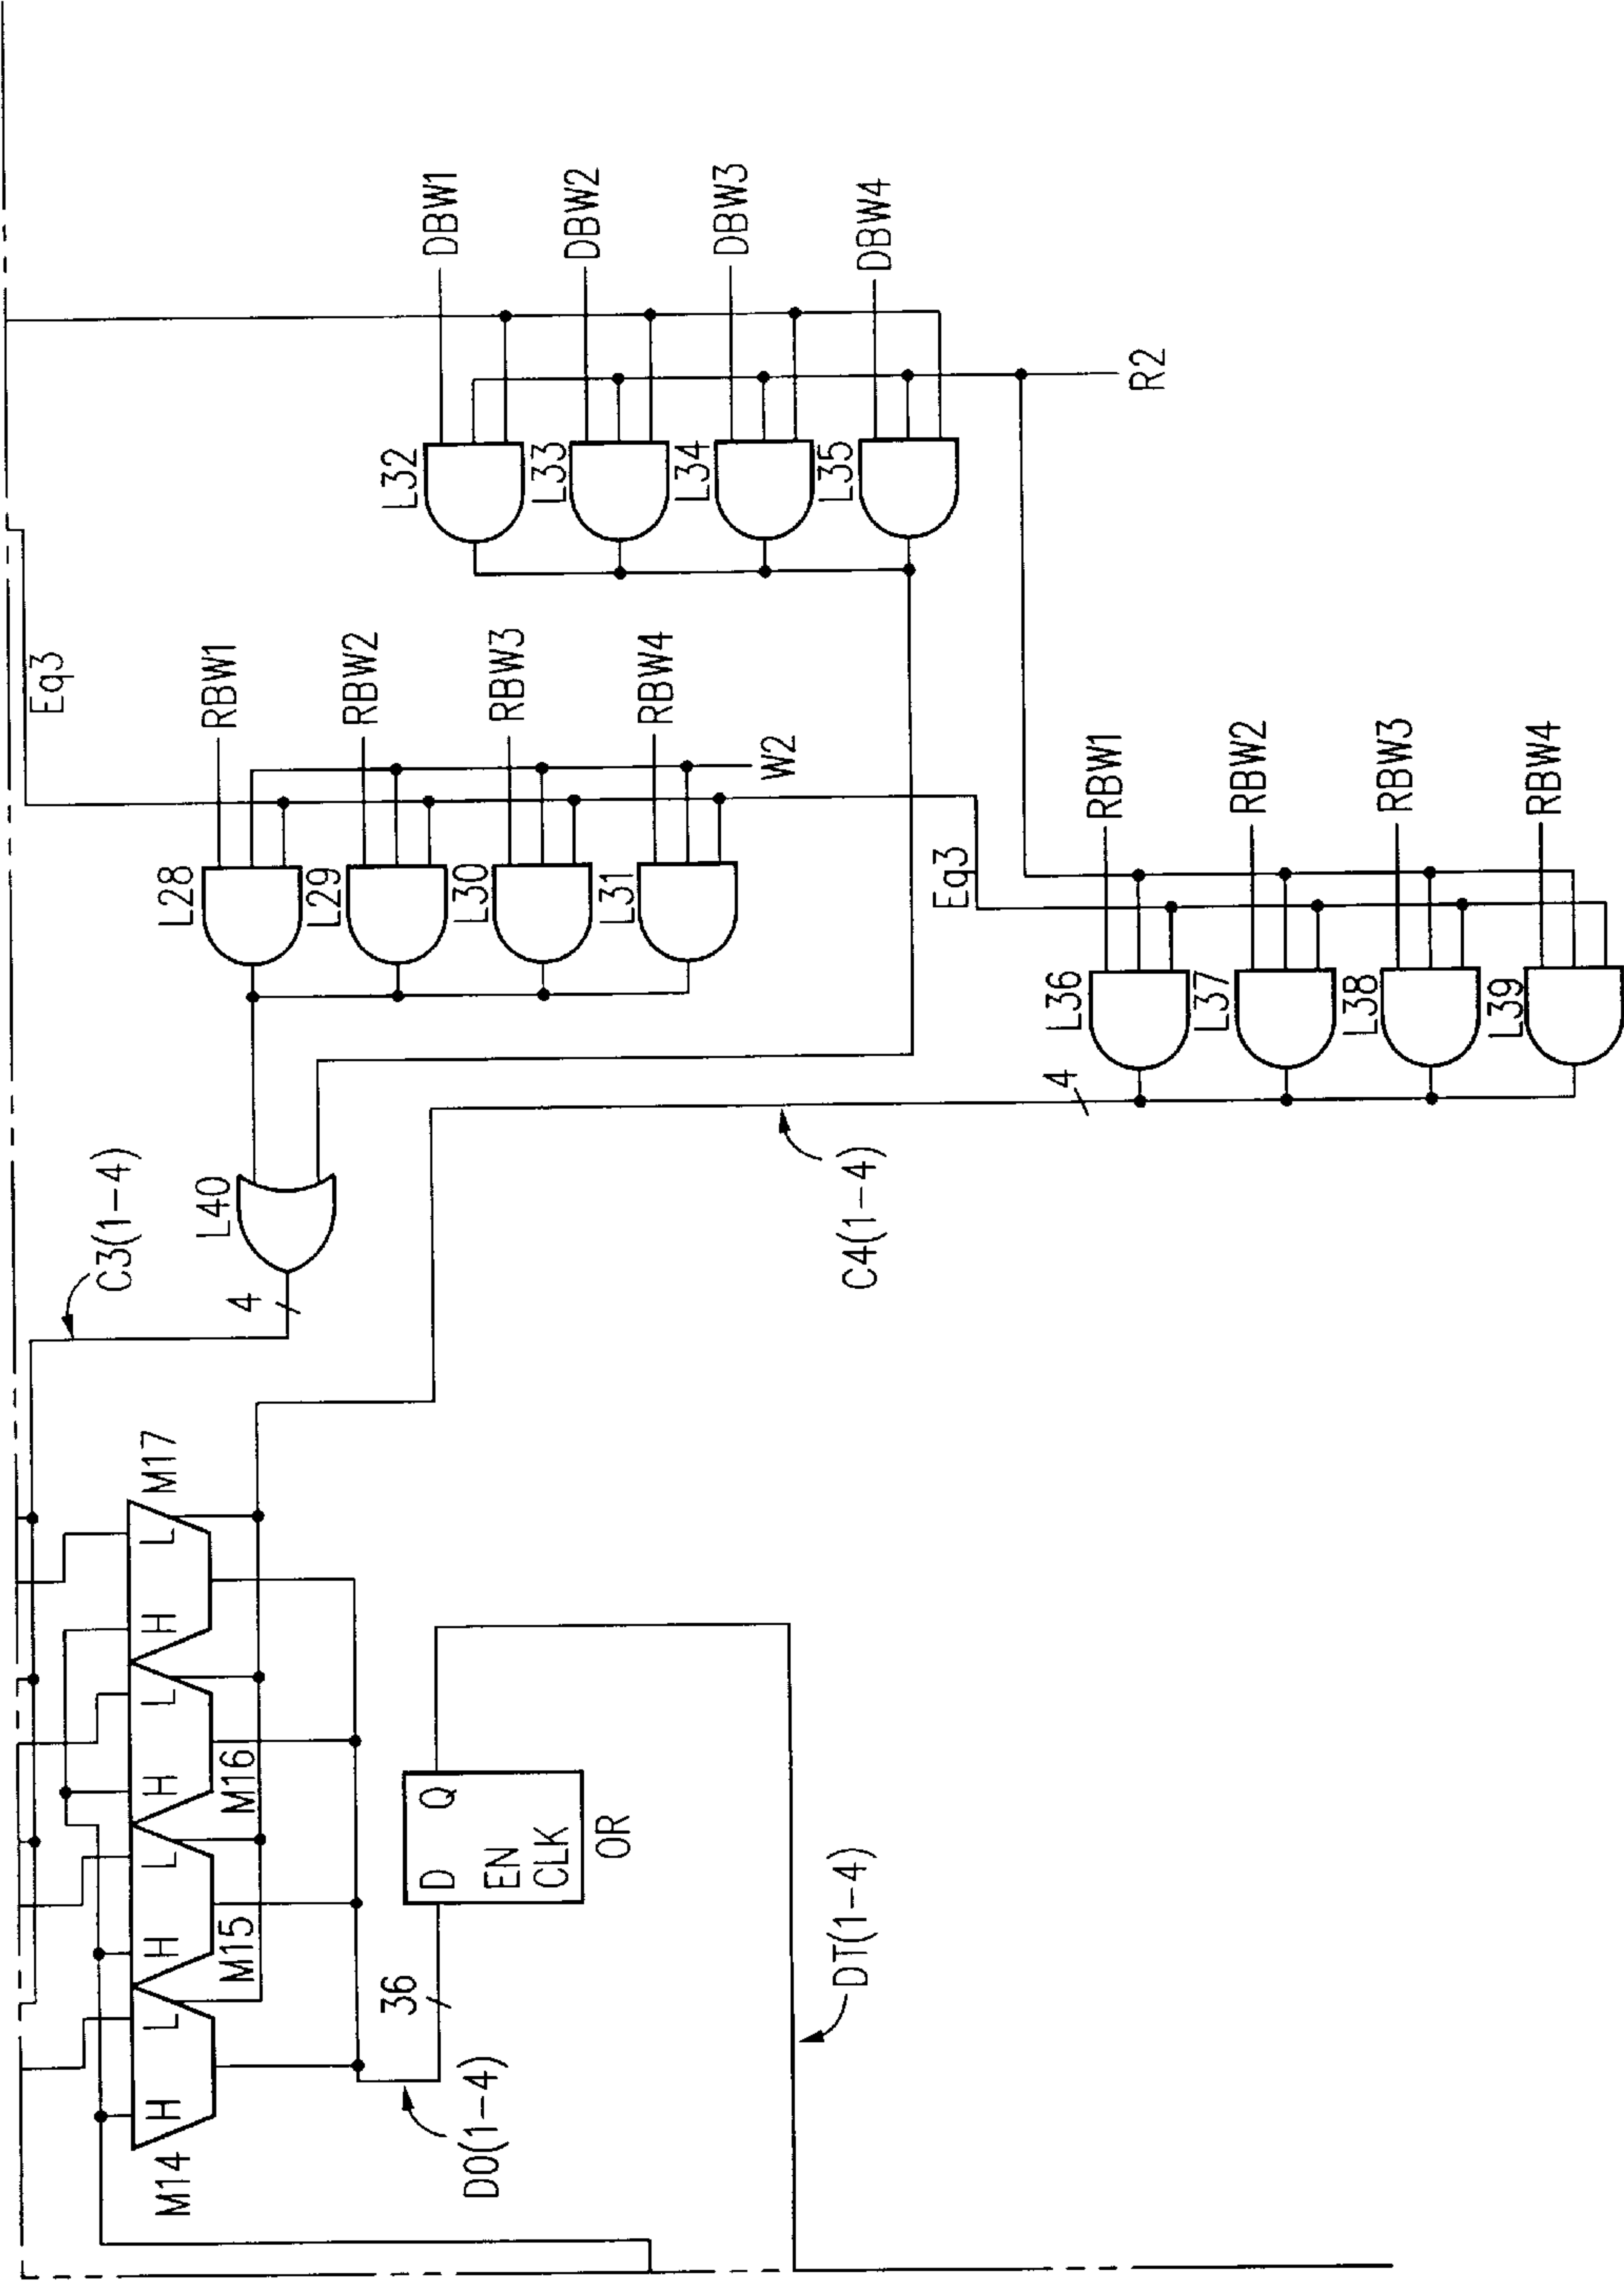 Eq3
DBW1
DBW2
DBW3
DBW4
L32
L33
L34
L35
R2
RBW1
RBW2
RBW3
RBW4
W2
L28
L29
L30
L31
Eq3
RBW1
RBW2
RBW3
RBW4
L36
L37
L38
L39
4
C4(1-4)
L40
4
C3(1-4)
M14
H
L
M15
H
L
M16
H
L
M17
H
L
D
Q
EN
CLK
OR
36
DO(1-4)
DT(1-4)